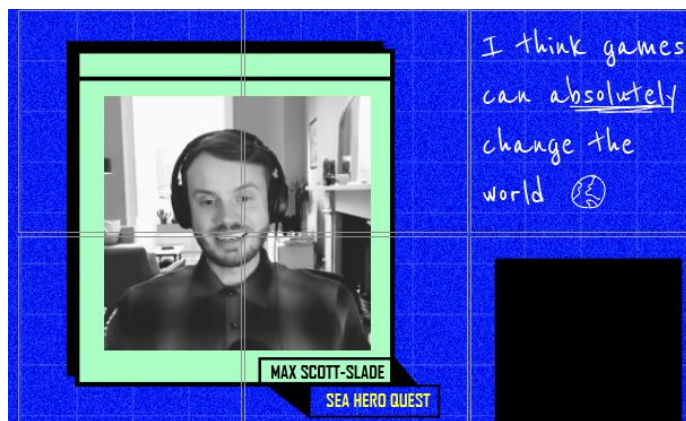 I think games
can absolutely
change the
world
MAX SCOTT-SLADE
SEA HERO QUEST